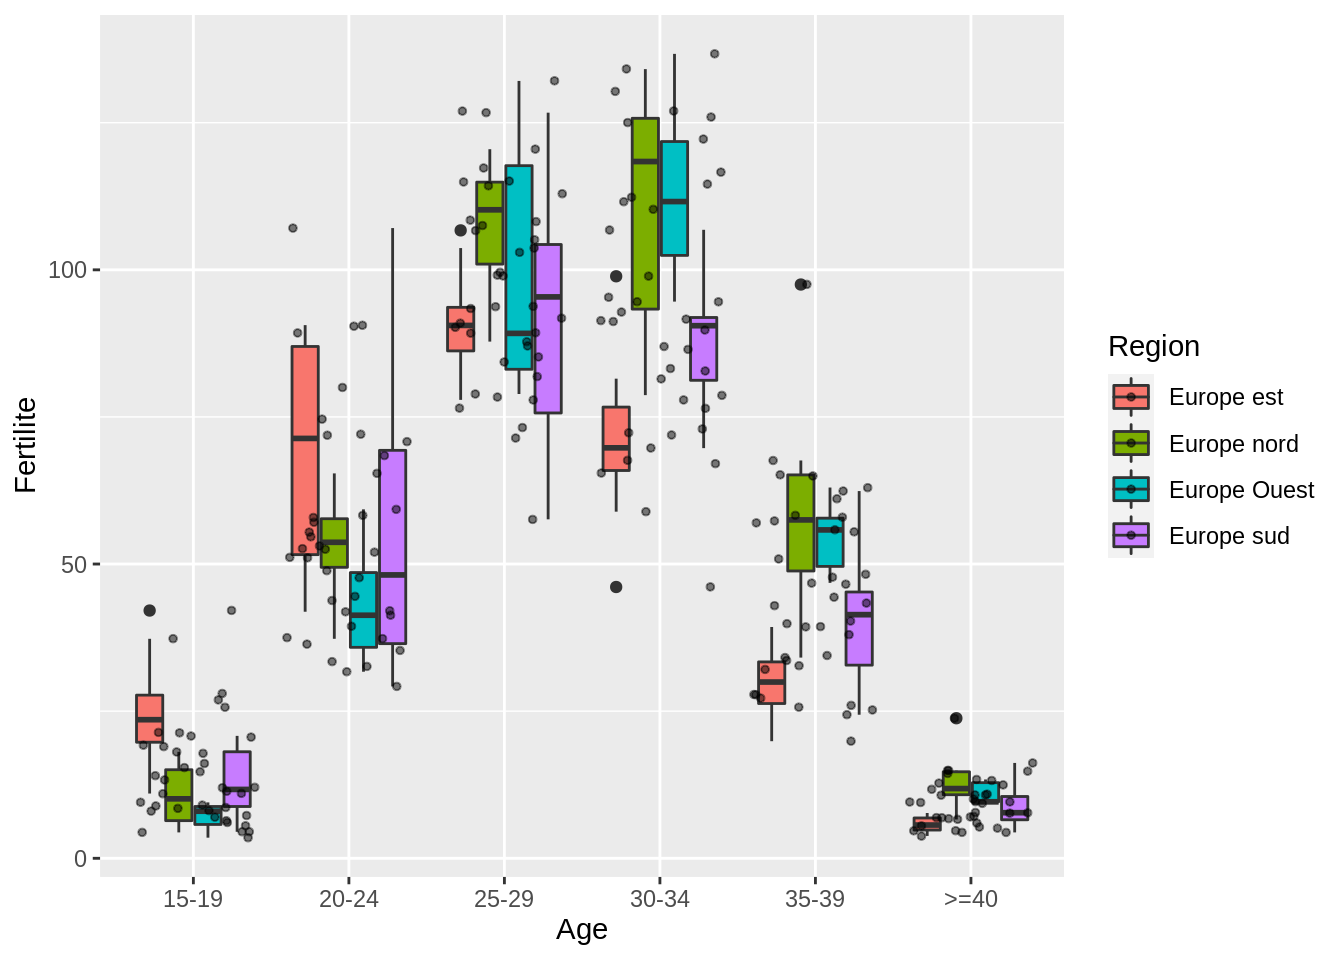 Fertilite
100
50
0
15-19
20-24
25-29
30-34
35-39
>=40
Age
Region
Europe est
Europe nord
Europe Ouest
Europe sud